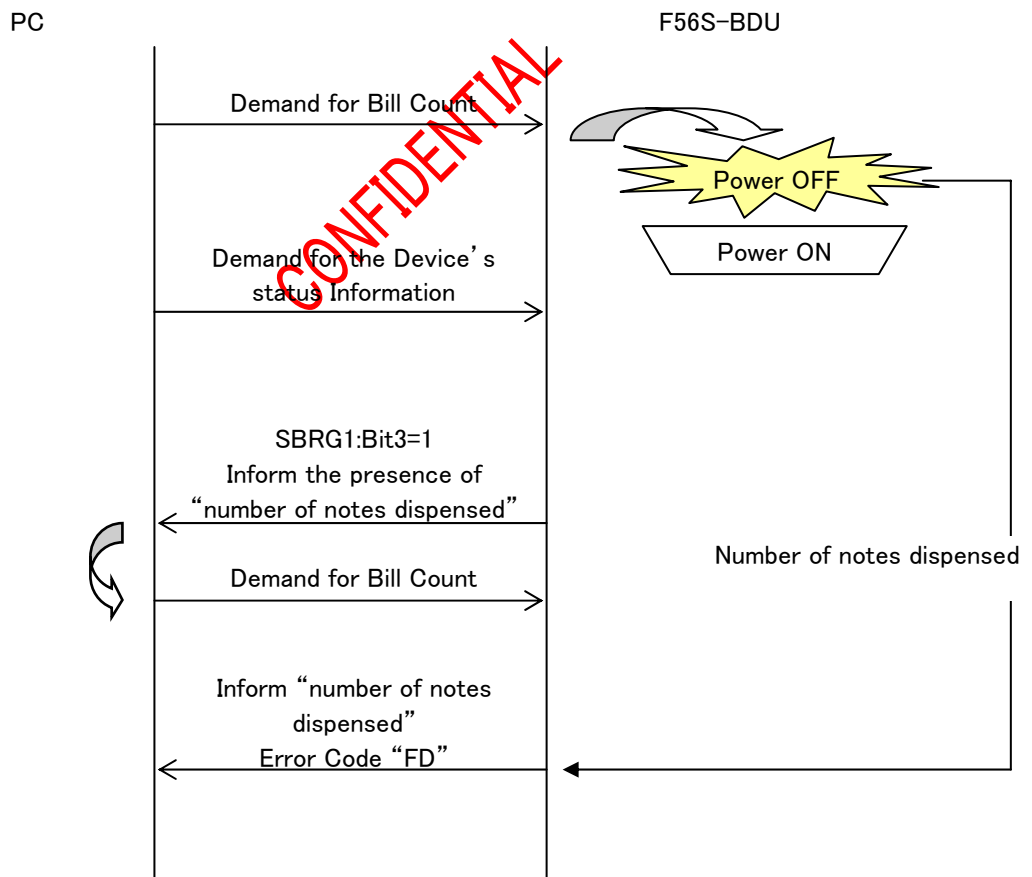 PC
F56S-BDU
CONFIDENTIAL
Demand for Bill Count
Power OFF
Power ON
Demand for the Device's
status Information
SBRG1:Bit3=1
Inform the presence of
“number of notes dispensed”
Number of notes dispensed
Demand for Bill Count
Inform “number of notes
dispensed”
Error Code “FD”